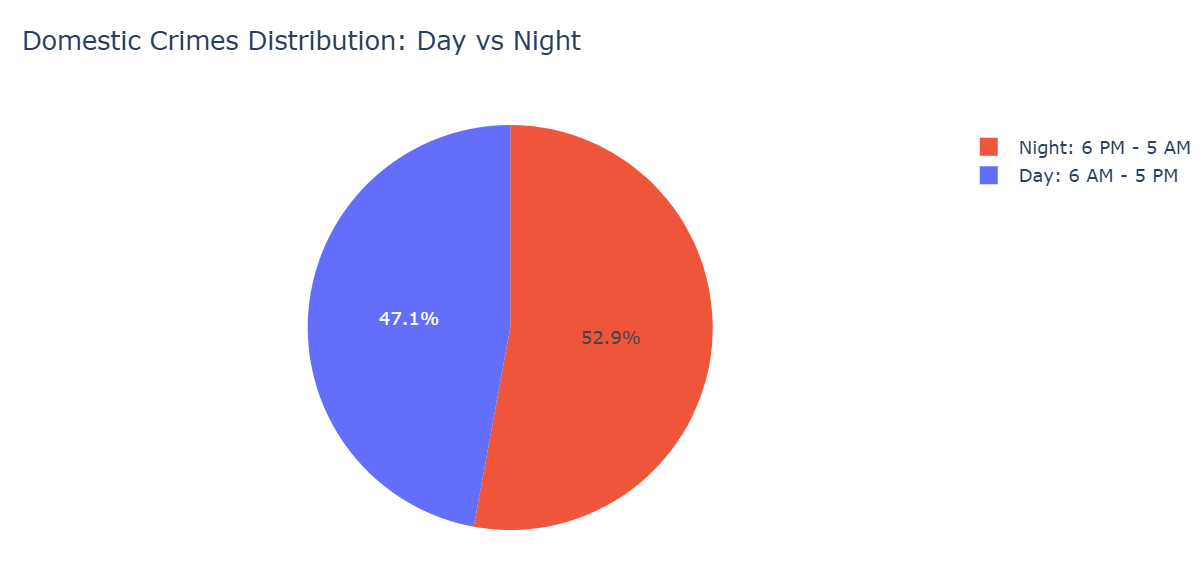 Domestic Crimes Distribution: Day vs Night
Night: 6 PM - 5 AM
Day: 6 AM - 5 PM
47.1%
52.9%